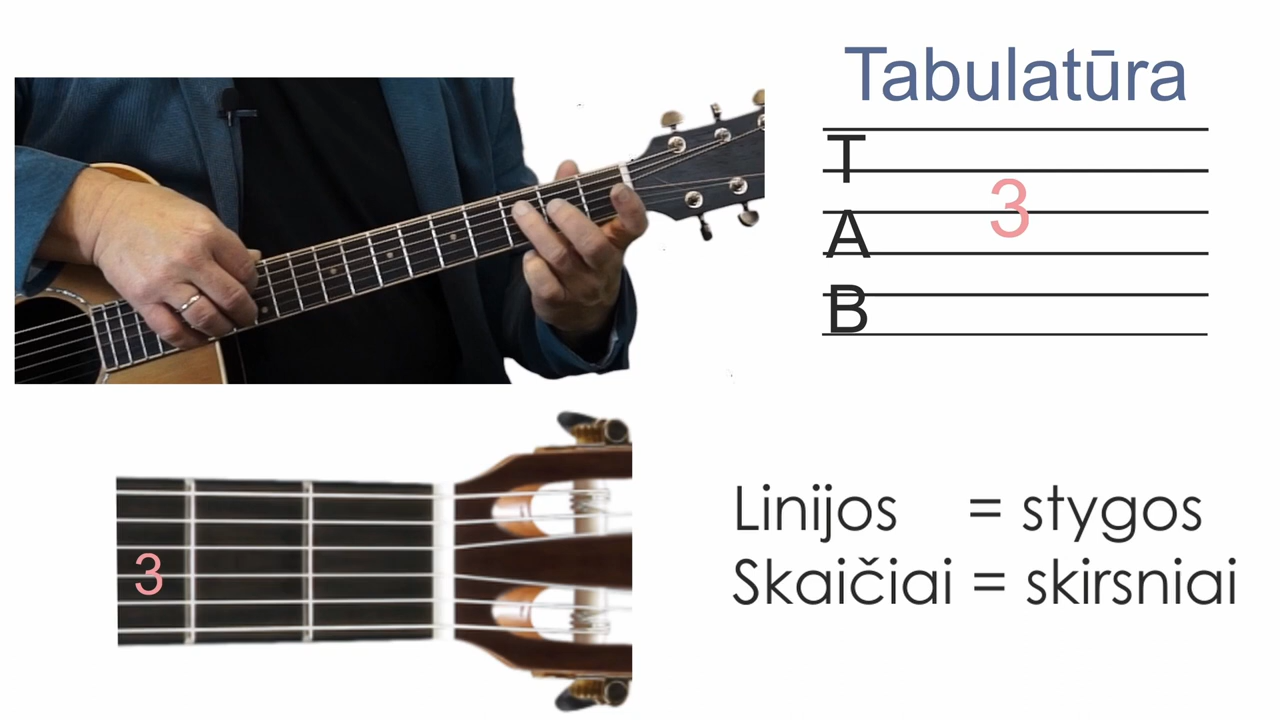 Tabulatūra
T
3
A
B
3
Linijos = stygos
Skaičiai = skirsniai